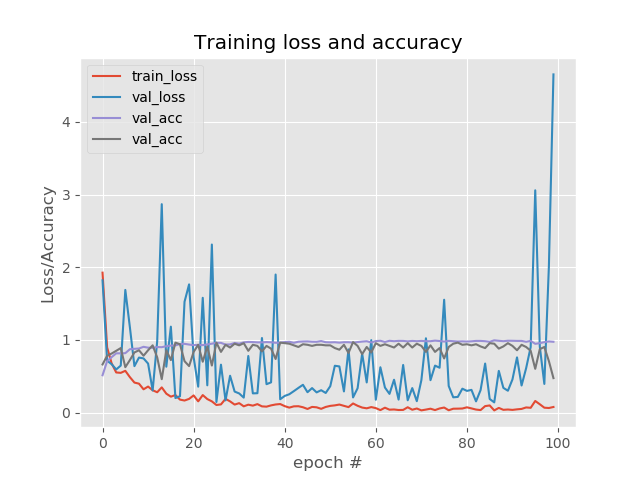 Training loss and accuracy
train_loss
val_loss
val_acc
val_acc
Loss/Accuracy
4
3
2
1
0
0 20 40 60 80 100
epoch #